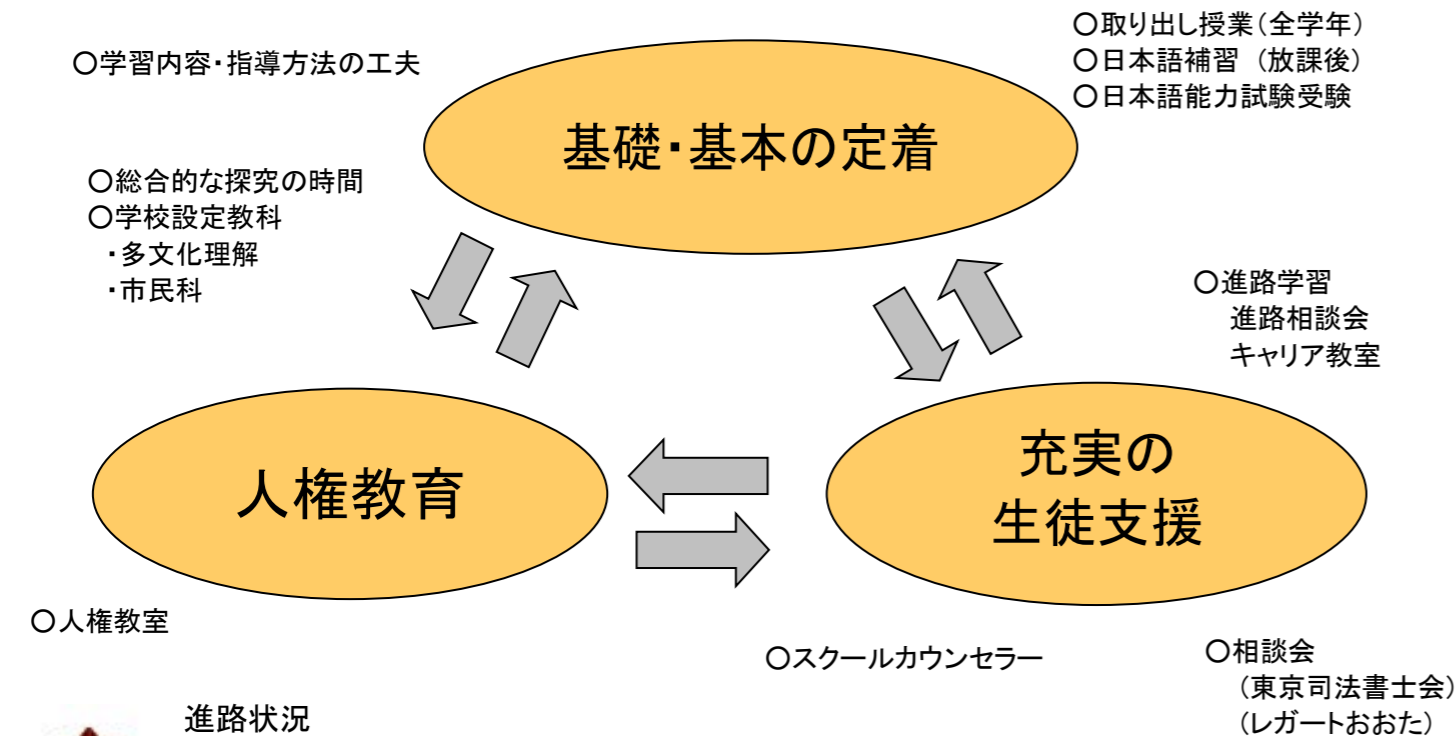 〇学習内容・指導方法の工夫
〇取り出し授業(全学年)
〇日本語補習 (放課後)
〇日本語能力試験受験
基礎・基本の定着
〇総合的な探究の時間
〇学校設定教科
・多文化理解
・市民科
〇進路学習
進路相談会
キャリア教室
人権教育
充実の
生徒支援
〇人権教室
〇スクールカウンセラー
〇相談会
(東京司法書士会)
(レガートおおた)
進路状況